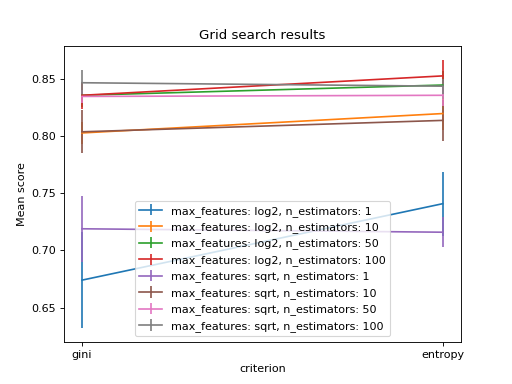 Grid search results
Mean score
0.85
0.80
0.75
0.70
0.65
max_features: log2, n_estimators: 1
max_features: log2, n_estimators: 10
max_features: log2, n_estimators: 50
max_features: log2, n_estimators: 100
max_features: sqrt, n_estimators: 1
max_features: sqrt, n_estimators: 10
max_features: sqrt, n_estimators: 50
max_features: sqrt, n_estimators: 100
gini entropy
criterion